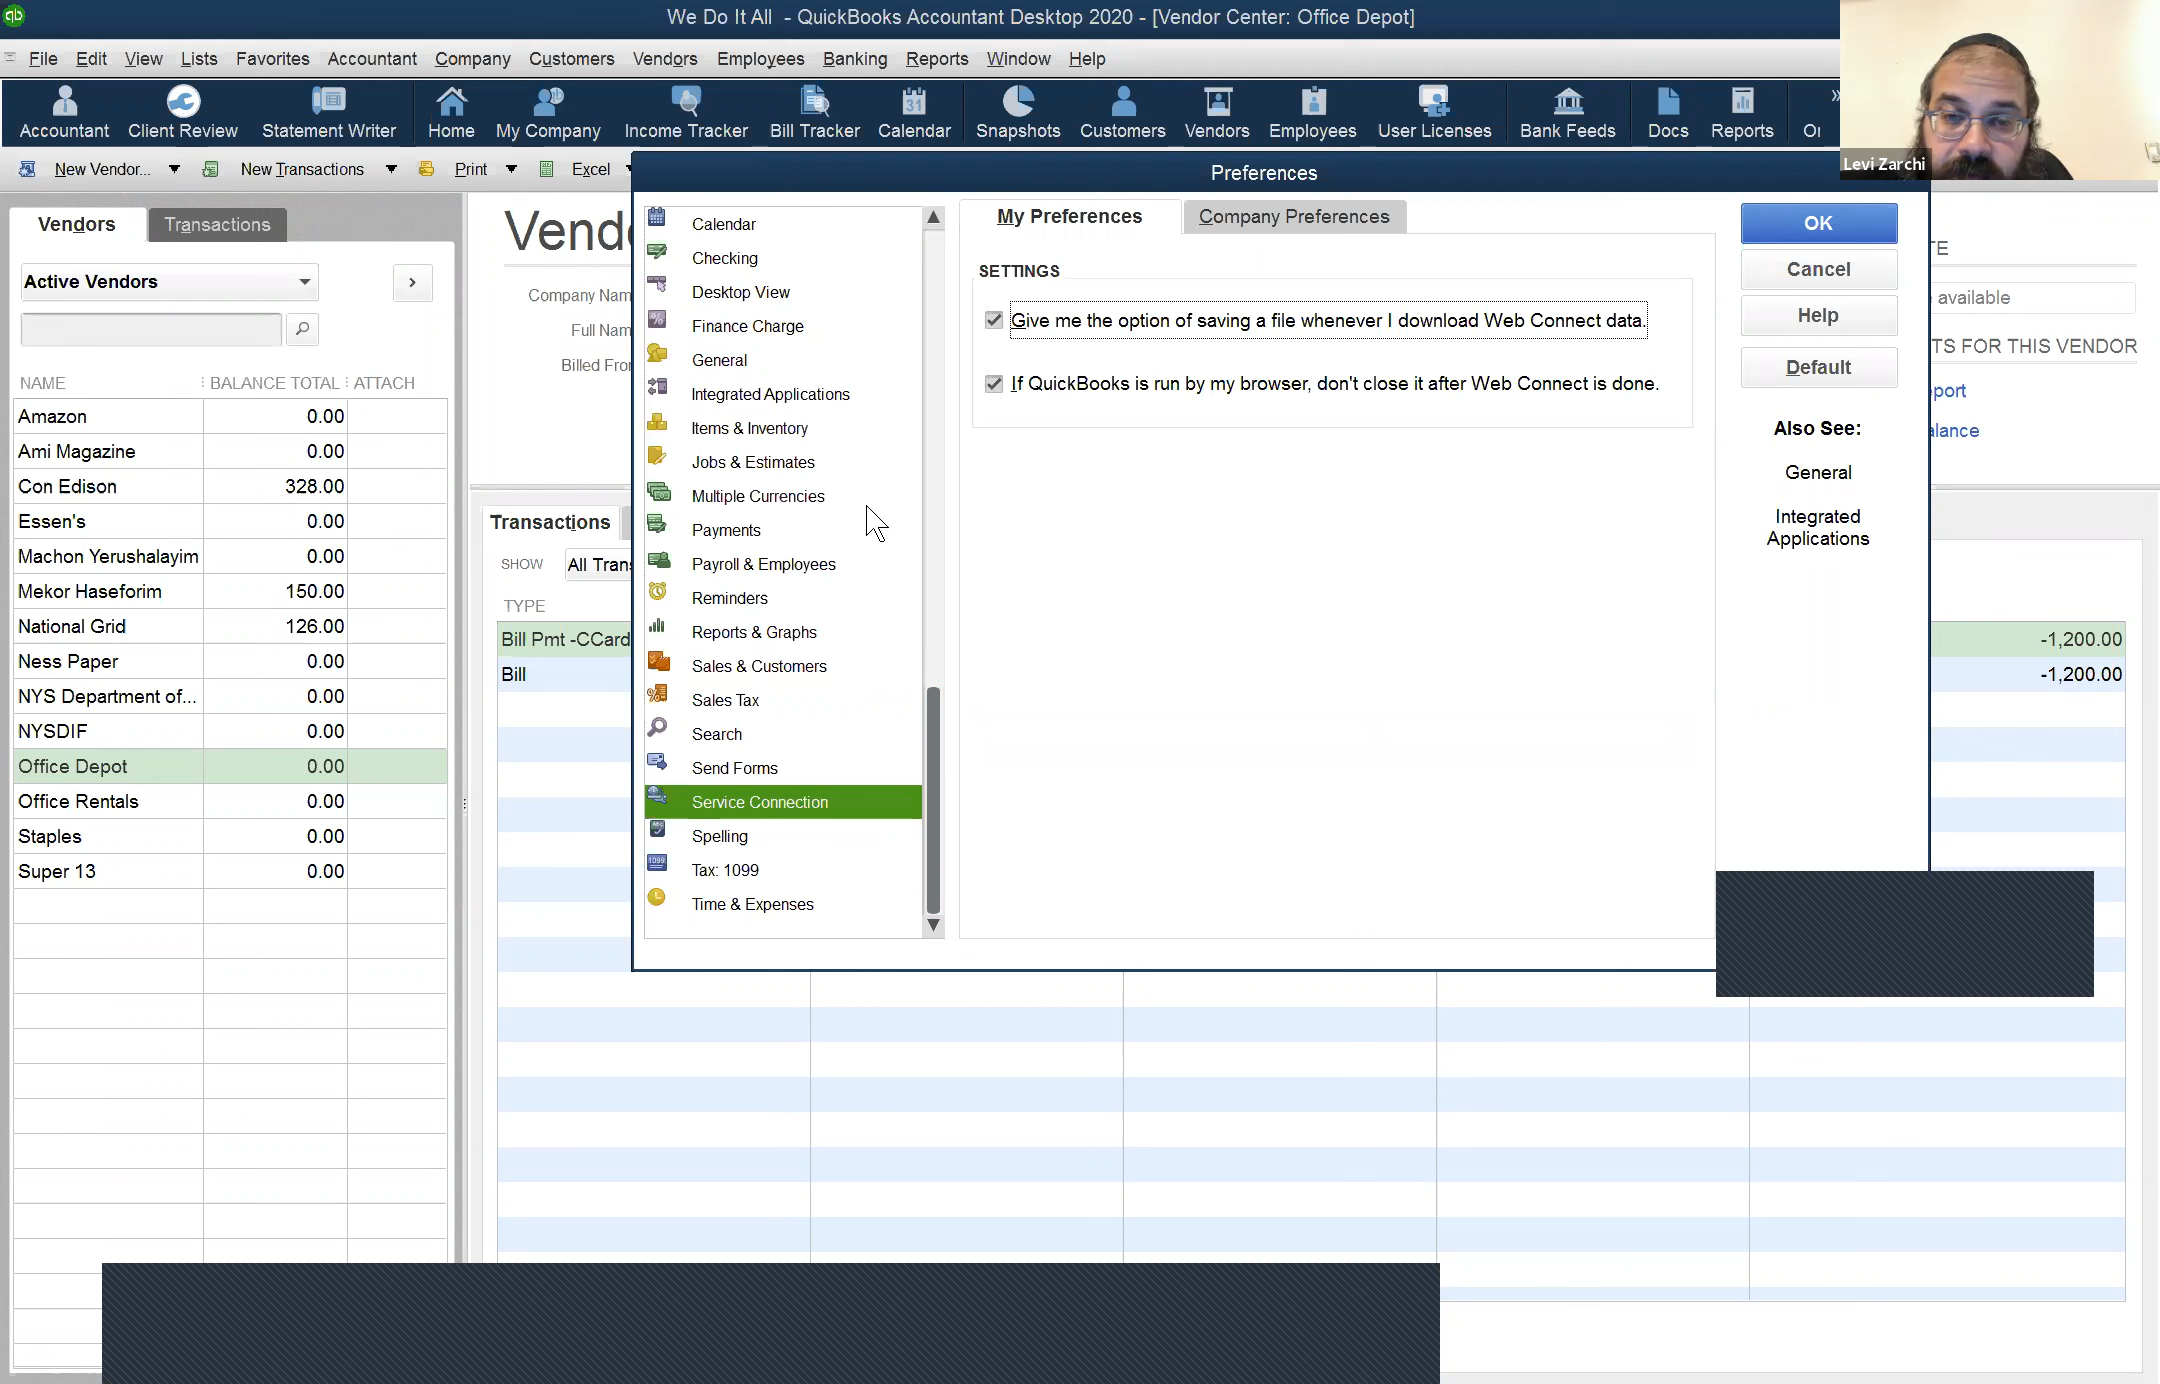 We Do It All - QuickBooks Accountant Desktop 2020 - [Vendor Center: Office Depot]
File Edit View Lists Favorites Accountant Company Customers Vendors Employees Banking Reports Window Help
Accountant Client Review Statement Writer Home My Company Income Tracker Bill Tracker Calendar Snapshots Customers Vendors Employees User Licenses Bank Feeds Docs Reports
Levi Zarchi
New Vendor... New Transactions Print Excel
Preferences
Vendors Transactions
Active Vendors
NAME BALANCE TOTAL ATTACH
Amazon 0.00
Ami Magazine 0.00
Con Edison 328.00
Essen's 0.00
Machon Yerushalayim 0.00
Mekor Haseforim 150.00
National Grid 126.00
Ness Paper 0.00
NYS Department of... 0.00
NYSDIF 0.00
Office Depot 0.00
Office Rentals 0.00
Staples 0.00
Super 13 0.00
Vend
Company Nam
Full Nam
Billed Fro
Transactions
SHOW All Tran
TYPE
Bill Pmt -CCard -1,200.00
Bill -1,200.00
Calendar
Checking
Desktop View
Finance Charge
General
Integrated Applications
Items & Inventory
Jobs & Estimates
Multiple Currencies
Payments
Payroll & Employees
Reminders
Reports & Graphs
Sales & Customers
Sales Tax
Search
Send Forms
Service Connection
Spelling
Tax: 1099
Time & Expenses
My Preferences Company Preferences
SETTINGS
Give me the option of saving a file whenever I download Web Connect data.
If QuickBooks is run by my browser, don't close it after Web Connect is done.
OK
Cancel
Help
Default
Also See:
General
Integrated
Applications
TE
available
TS FOR THIS VENDOR
port
alance